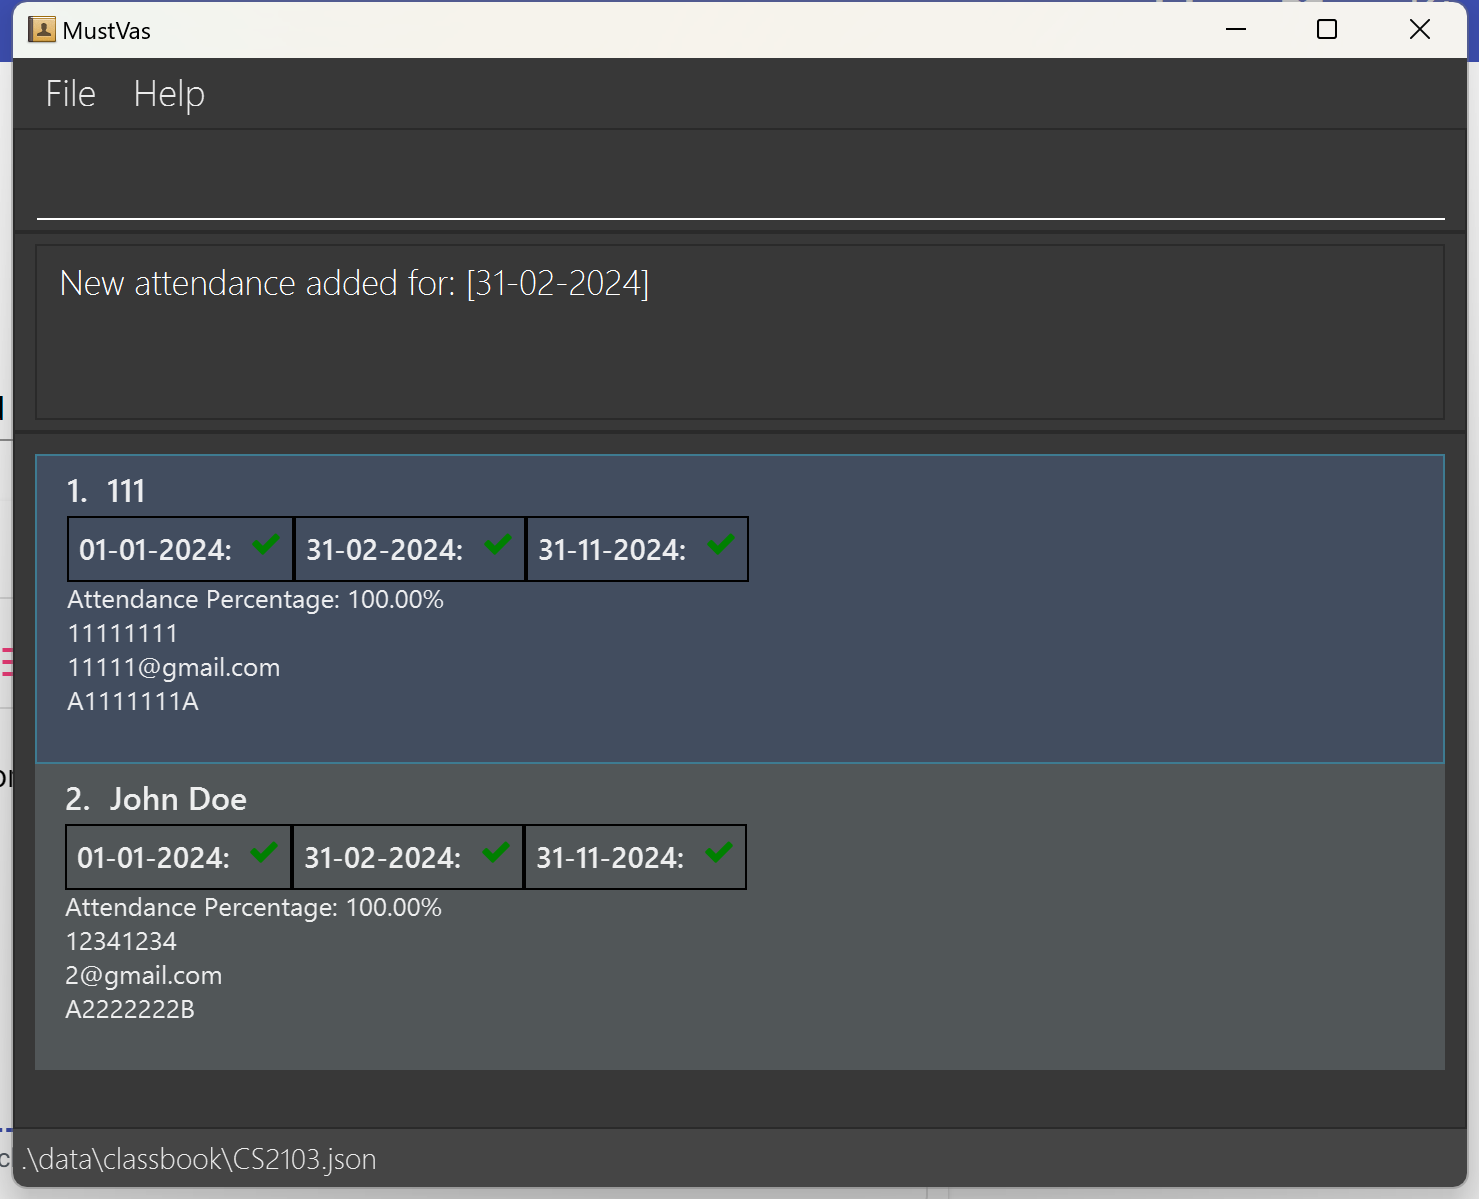 MustVas
File Help
New attendance added for: [31-02-2024]
1. 111
01-01-2024: 31-02-2024: 31-11-2024:
Attendance Percentage: 100.00%
11111111
11111@gmail.com
A1111111A
2. John Doe
01-01-2024: 31-02-2024: 31-11-2024:
Attendance Percentage: 100.00%
12341234
2@gmail.com
A2222222B
.\data\classbook\CS2103.json